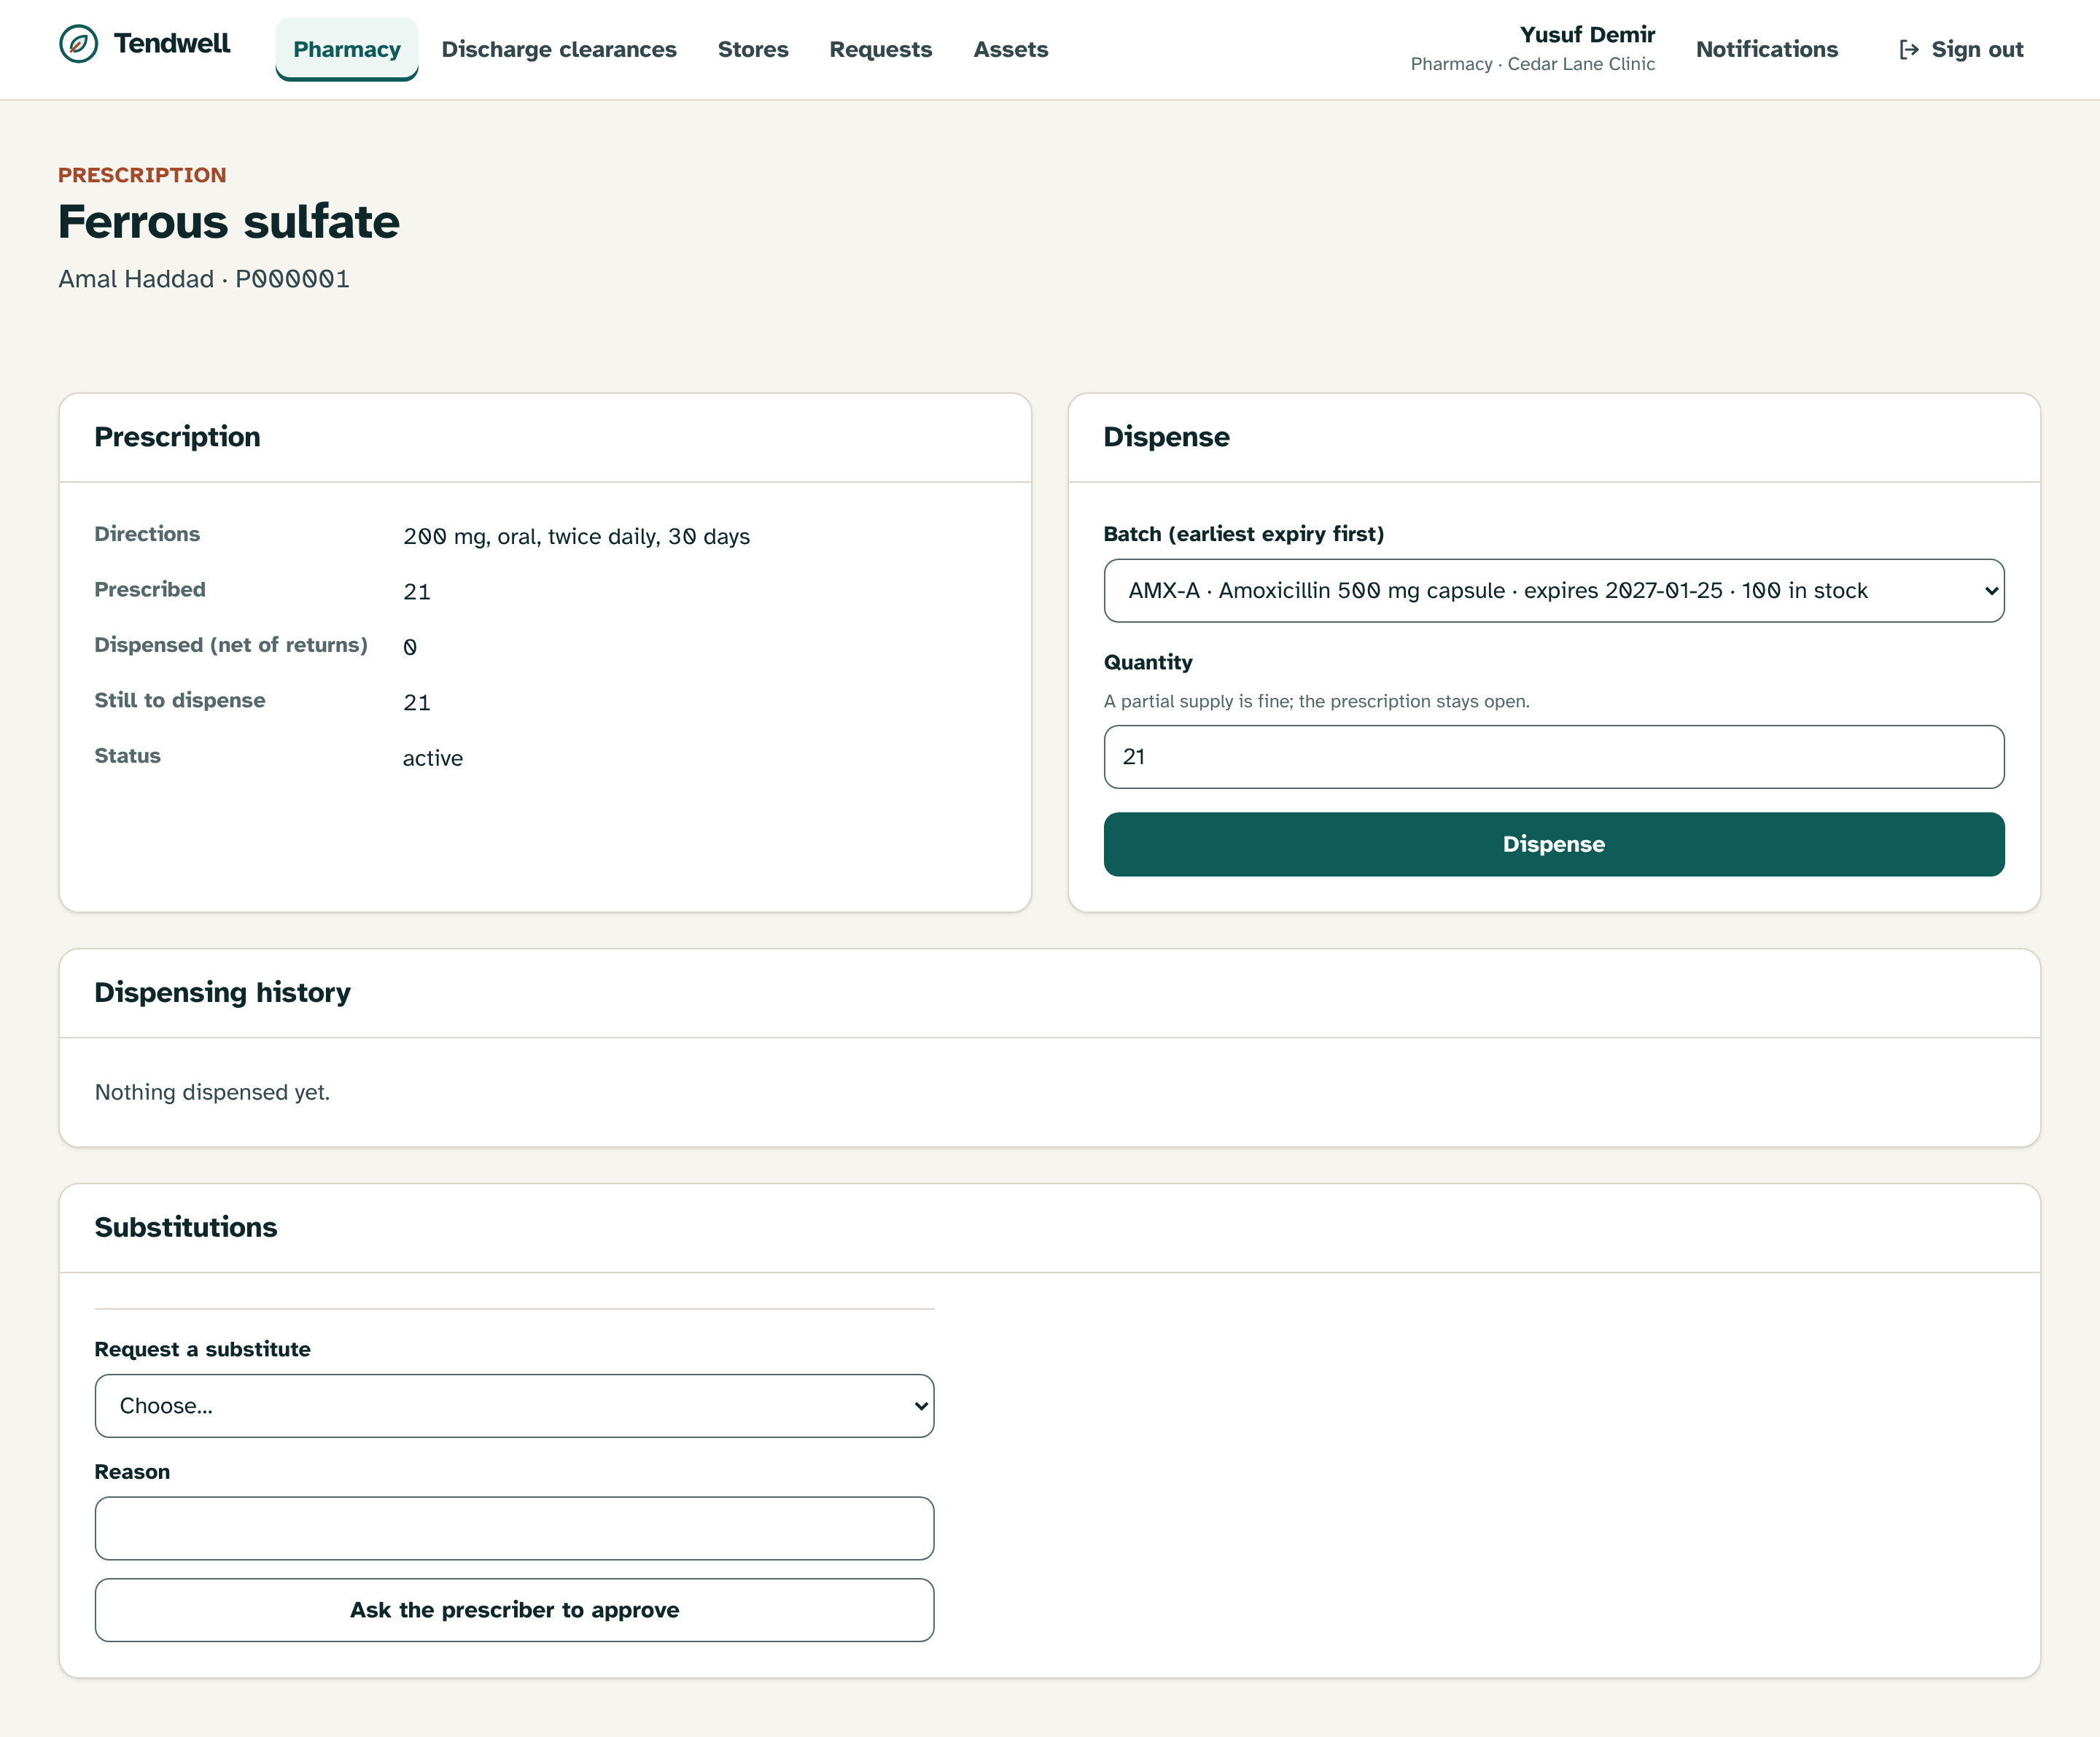 Tendwell
Pharmacy
Discharge clearances
Stores
Requests
Assets
Yusuf Demir
Pharmacy · Cedar Lane Clinic
Notifications
Sign out
PRESCRIPTION
Ferrous sulfate
Amal Haddad · P000001
Prescription
Directions 200 mg, oral, twice daily, 30 days
Prescribed 21
Dispensed (net of returns) 0
Still to dispense 21
Status active
Dispense
Batch (earliest expiry first)
AMX-A · Amoxicillin 500 mg capsule · expires 2027-01-25 · 100 in stock
Quantity
A partial supply is fine; the prescription stays open.
21
Dispense
Dispensing history
Nothing dispensed yet.
Substitutions
Request a substitute
Choose...
Reason
Ask the prescriber to approve